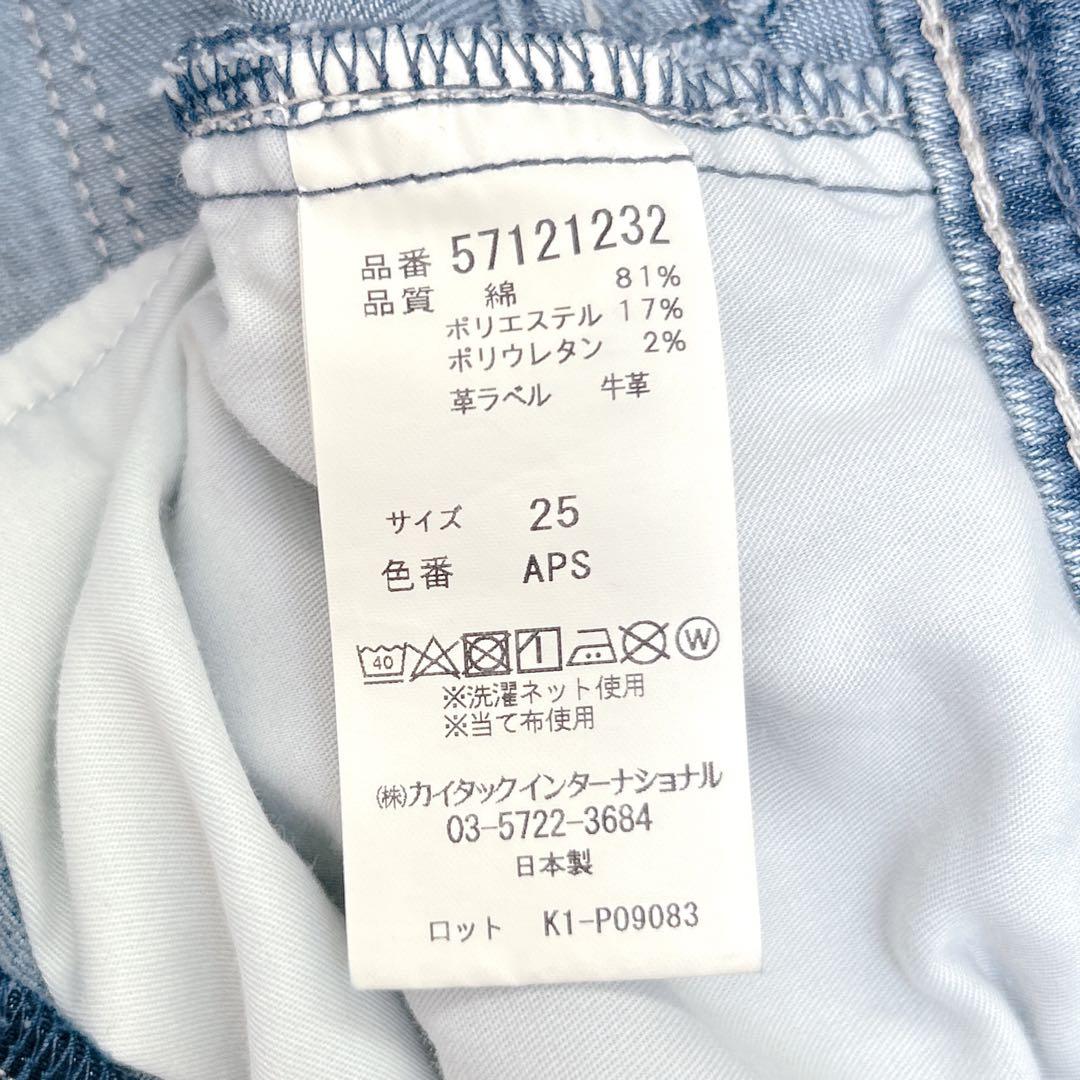 品番 57121232
品質 綿 81%
ポリエステル 17%
ポリウレタン 2%
革ラベル 牛革
サイズ 25
色番 APS
40 W
※洗濯ネット使用
※当て布使用
(株)カイタックインターナショナル
03-5722-3684
日本製
ロット K1-P09083